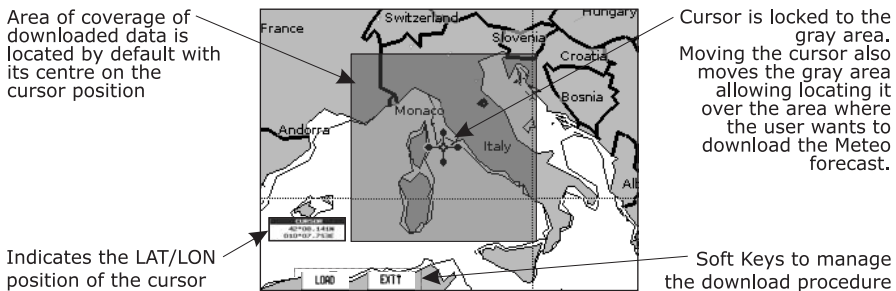 Area of coverage of
downloaded data is
located by default with
its centre on the
cursor position
Cursor is locked to the
gray area.
Moving the cursor also
moves the gray area
allowing locating it
over the area where
the user wants to
download the Meteo
forecast.
France
Switzerland
Hungary
Slovenia
Croatia
Bosnia
Monaco
Andorra
Italy
Al
CURSOR
42°08.141N
010°07.753E
LOAD
EXIT?
Indicates the LAT/LON
position of the cursor
Soft Keys to manage
the download procedure